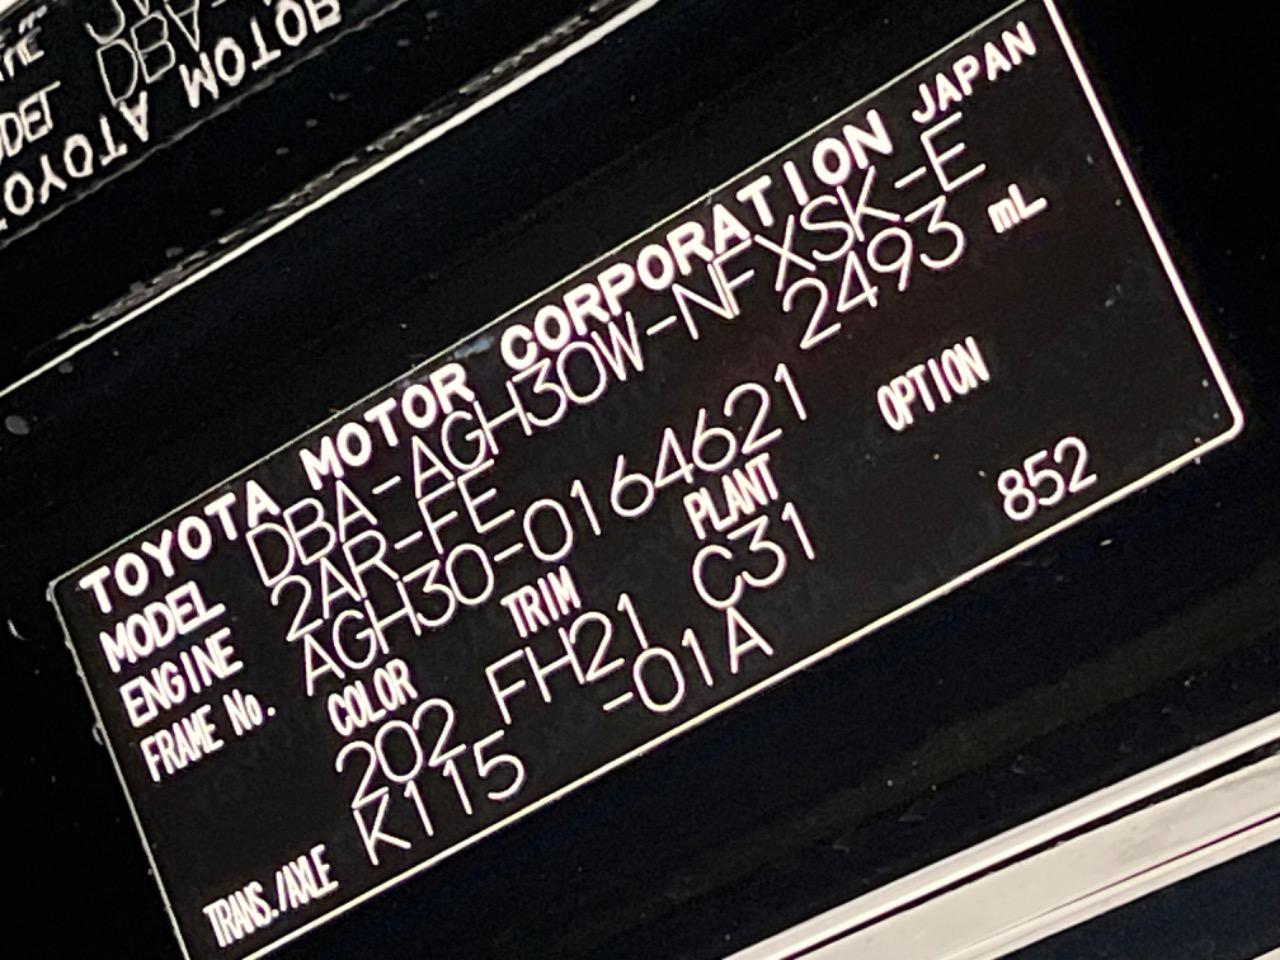 TOYOTA MOTOR CORPORATION JAPAN
MODEL DBA-AGH30W-NFXSK-E
ENGINE 2AR-FE 2493 mL
FRAME No. AGH30-0164621
COLOR TRIM PLANT OPTION
202 FH21 C31 852
TRANS./AXLE K115 -01A